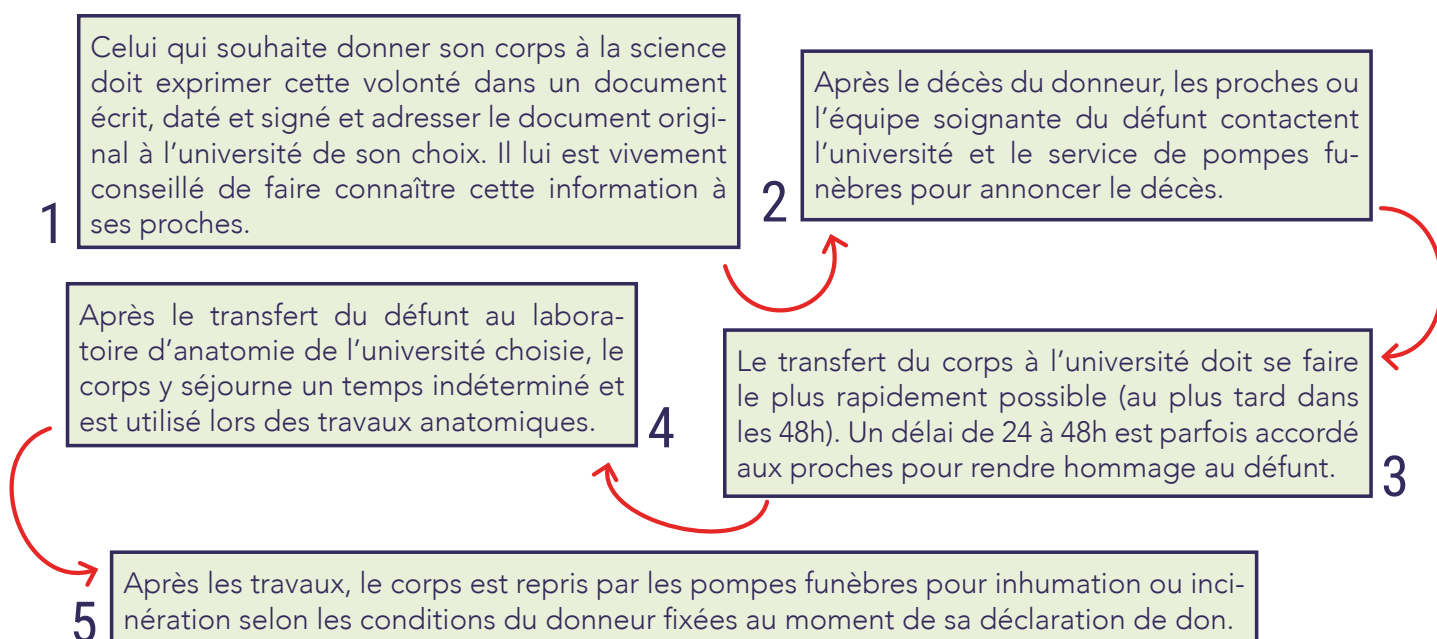 1
Celui qui souhaite donner son corps à la science
doit exprimer cette volonté dans un document
écrit, daté et signé et adresser le document origi-
nal à l'université de son choix. Il lui est vivement
conseillé de faire connaître cette information à
ses proches.
2
Après le décès du donneur, les proches ou
l'équipe soignante du défunt contactent
l'université et le service de pompes fu-
nèbres pour annoncer le décès.
3
Le transfert du corps à l'université doit se faire
le plus rapidement possible (au plus tard dans
les 48h). Un délai de 24 à 48h est parfois accordé
aux proches pour rendre hommage au défunt.
4
Après le transfert du défunt au labora-
toire d'anatomie de l'université choisie, le
corps y séjourne un temps indéterminé et
est utilisé lors des travaux anatomiques.
5
Après les travaux, le corps est repris par les pompes funèbres pour inhumation ou inci-
nération selon les conditions du donneur fixées au moment de sa déclaration de don.